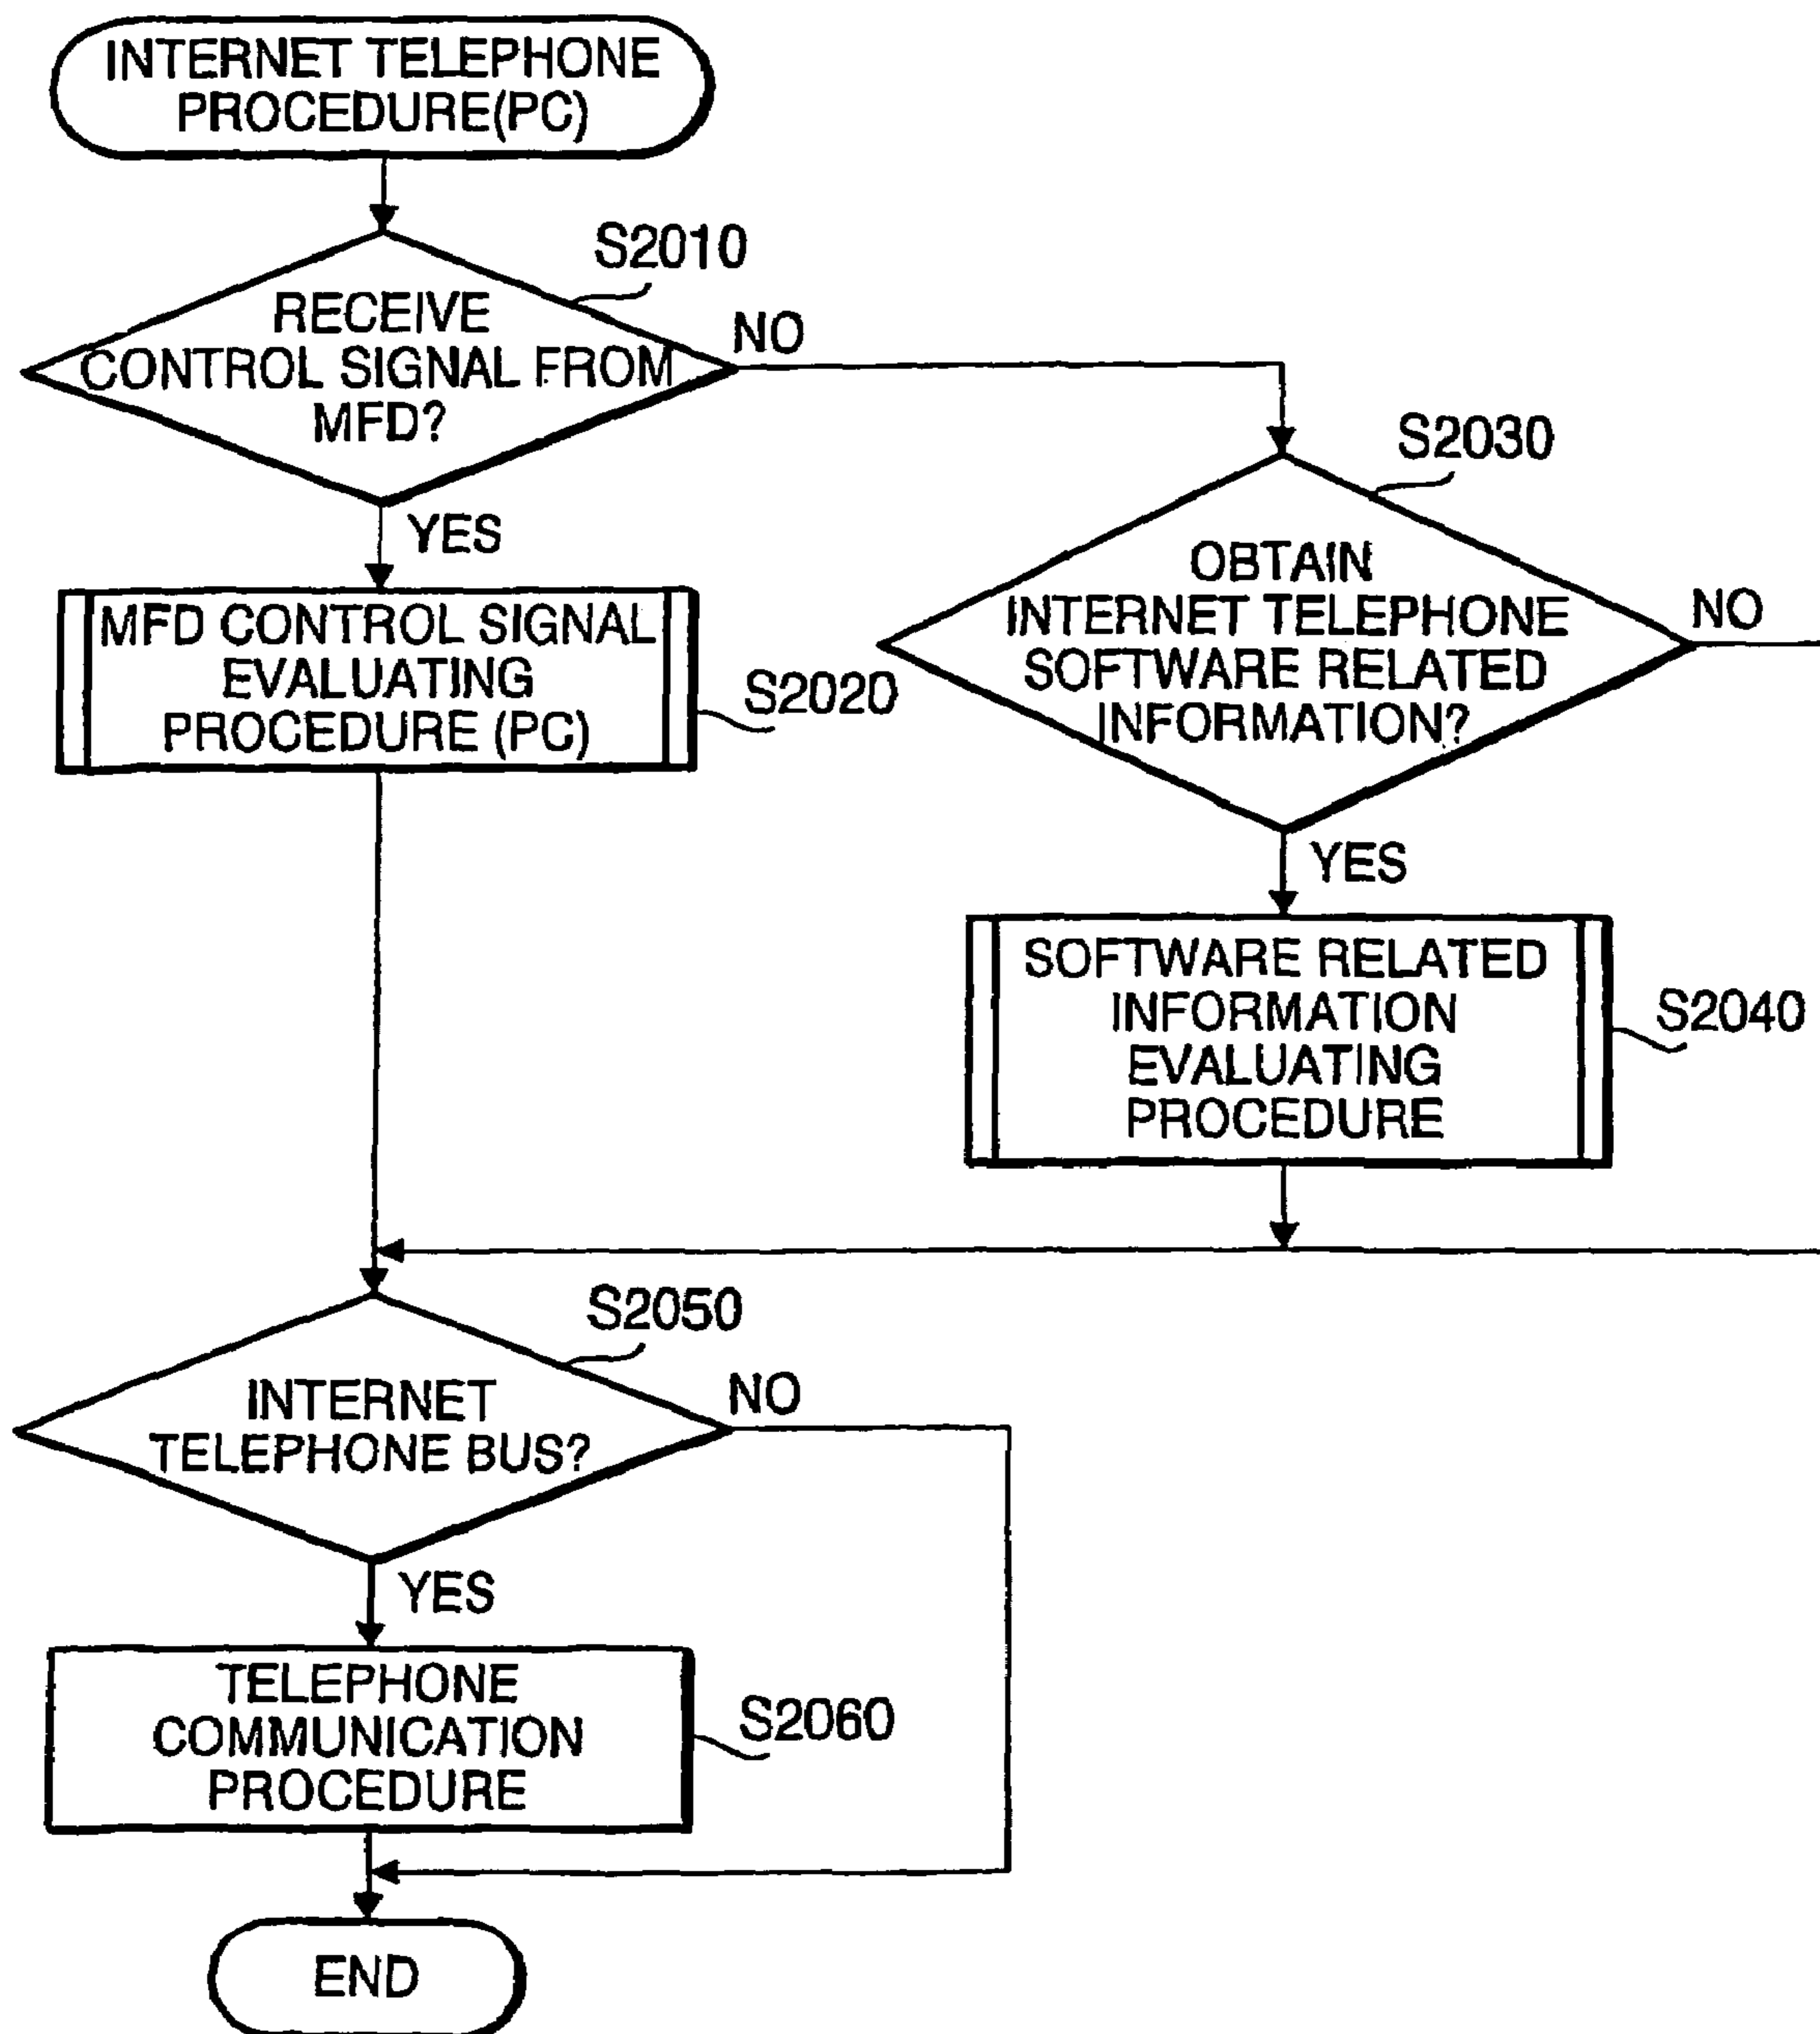 INTERNET TELEPHONE
PROCEDURE(PC)
S2010
RECEIVE
CONTROL SIGNAL FROM
MFD?
NO
YES
S2030
OBTAIN
INTERNET TELEPHONE
SOFTWARE RELATED
INFORMATION?
NO
YES
MFD CONTROL SIGNAL
EVALUATING
PROCEDURE (PC)
S2020
SOFTWARE RELATED
INFORMATION
EVALUATING
PROCEDURE
S2040
S2050
INTERNET
TELEPHONE BUS?
NO
YES
TELEPHONE
COMMUNICATION
PROCEDURE
S2060
END